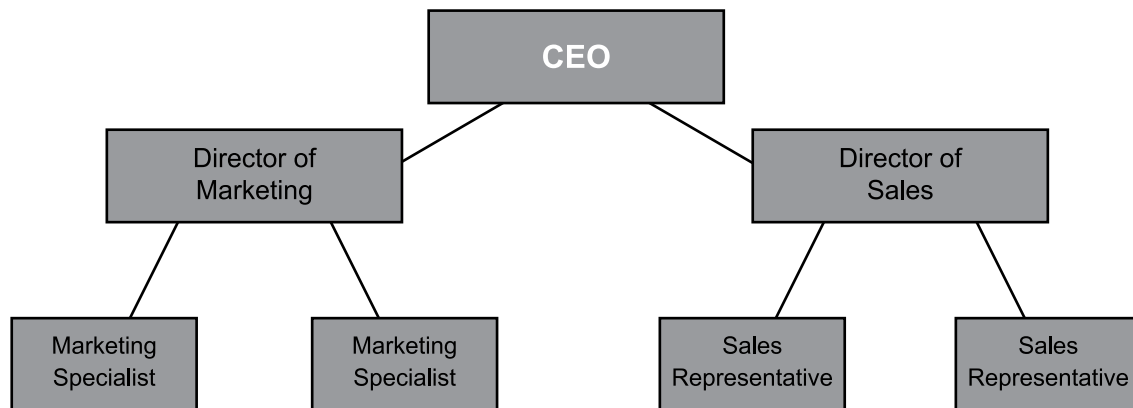 CEO
Director of
Marketing
Director of
Sales
Marketing
Specialist
Marketing
Specialist
Sales
Representative
Sales
Representative